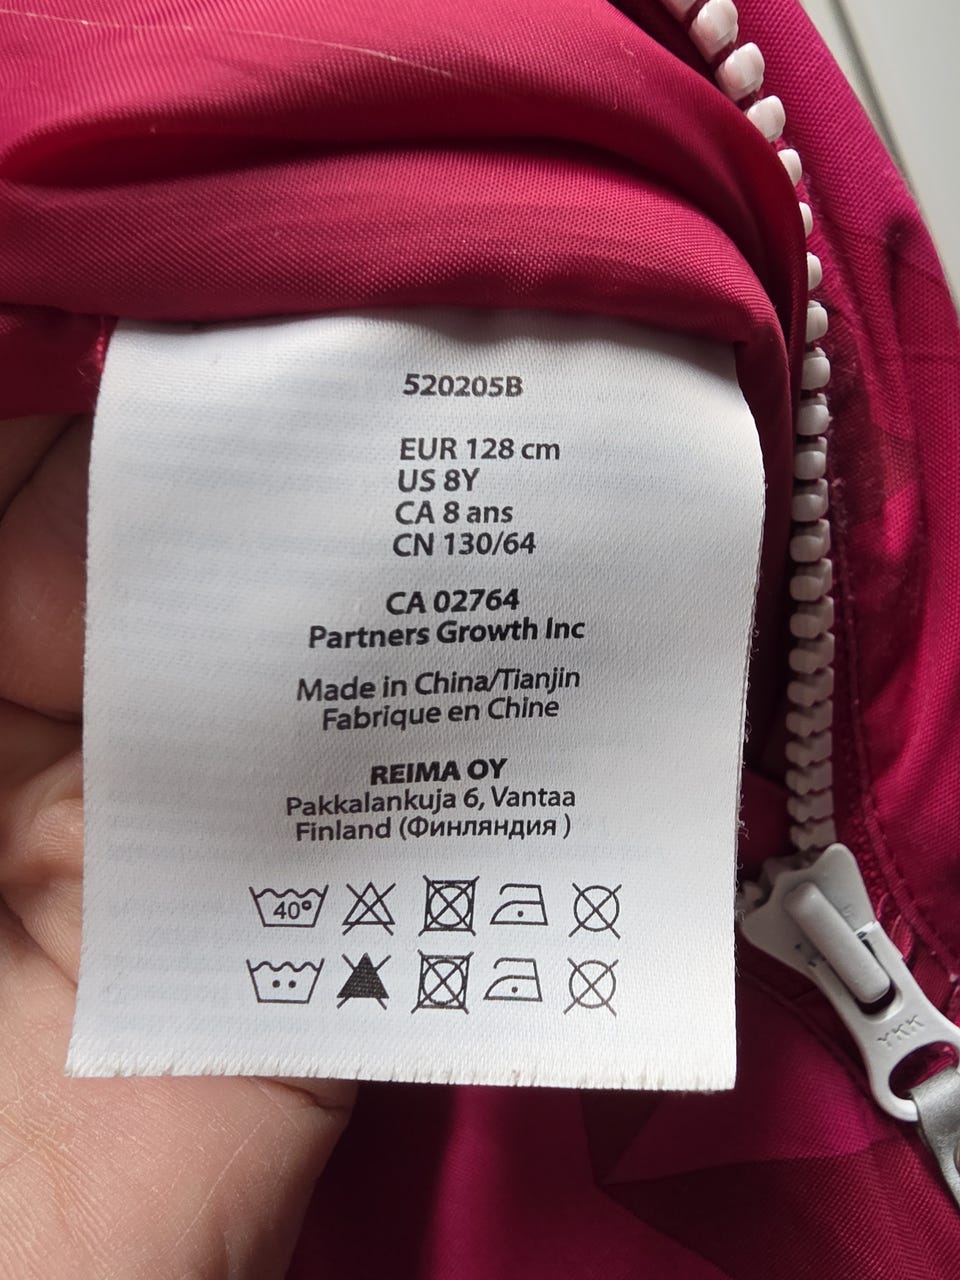 520205B
EUR 128 cm
US 8Y
CA 8 ans
CN 130/64
CA 02764
Partners Growth Inc
Made in China/Tianjin
Fabrique en Chine
REIMA OY
Pakkalankuja 6, Vantaa
Finland (Финляндия )
40°
YKK